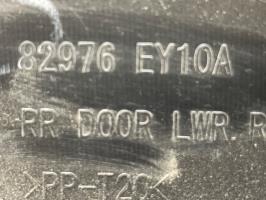 82976 EY10A
RR DOOR LWR. R
>PP-T20<